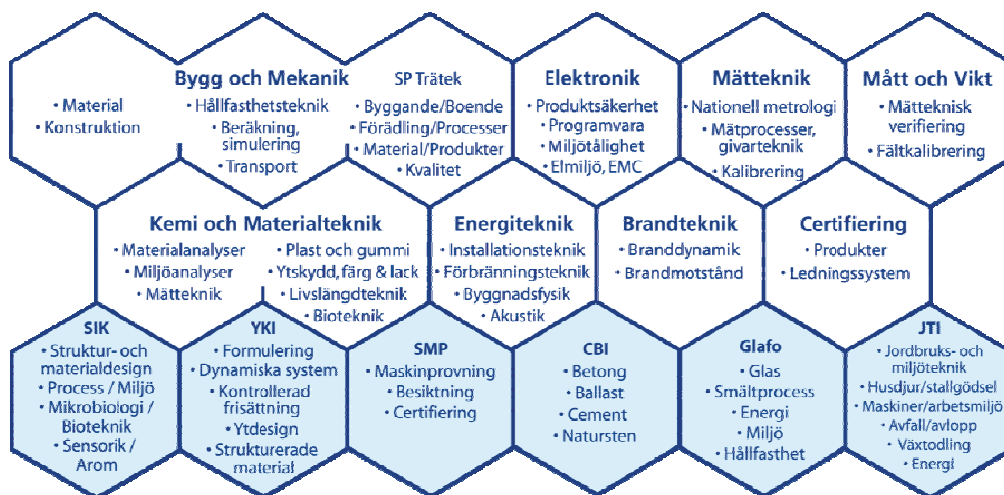 Bygg och Mekanik
• Material
• Konstruktion
• Hållfasthetsteknik
• Beräkning,
simulering
• Transport
SP Trätek
• Byggande/Boende
• Förädling/Processer
• Material/Produkter
• Kvalitet
Elektronik
• Produktsäkerhet
• Programvara
• Miljötålighet
• Elmiljö, EMC
Mätteknik
• Nationell metrologi
• Mätprocesser,
givarteknik
• Kalibrering
Mått och Vikt
• Mätteknisk
verifiering
• Fältkalibrering
Kemi och Materialteknik
• Materialanalyser
• Miljöanalyser
• Mätteknik
• Plast och gummi
• Ytskydd, färg & lack
• Livslängdteknik
• Bioteknik
Energiteknik
• Installationsteknik
• Förbränningsteknik
• Byggnadsfysik
• Akustik
Brandteknik
• Branddynamik
• Brandmotstånd
Certifiering
• Produkter
• Ledningssystem
SIK
• Struktur- och
materialdesign
• Process / Miljö
• Mikrobiologi /
Bioteknik
• Sensorik /
Arom
YKI
• Formulering
• Dynamiska system
• Kontrollerad
frisättning
• Ytdesign
• Strukturerade
material
SMP
• Maskinprovning
• Besiktning
• Certifiering
CBI
• Betong
• Ballast
• Cement
• Natursten
Glafo
• Glas
• Smältprocess
• Energi
• Miljö
• Hållfasthet
JTI
• Jordbruks- och
miljöteknik
• Husdjur/stallgödsel
• Maskiner/arbetsmiljö
• Avfall/avlopp
• Växtodling
• Energi